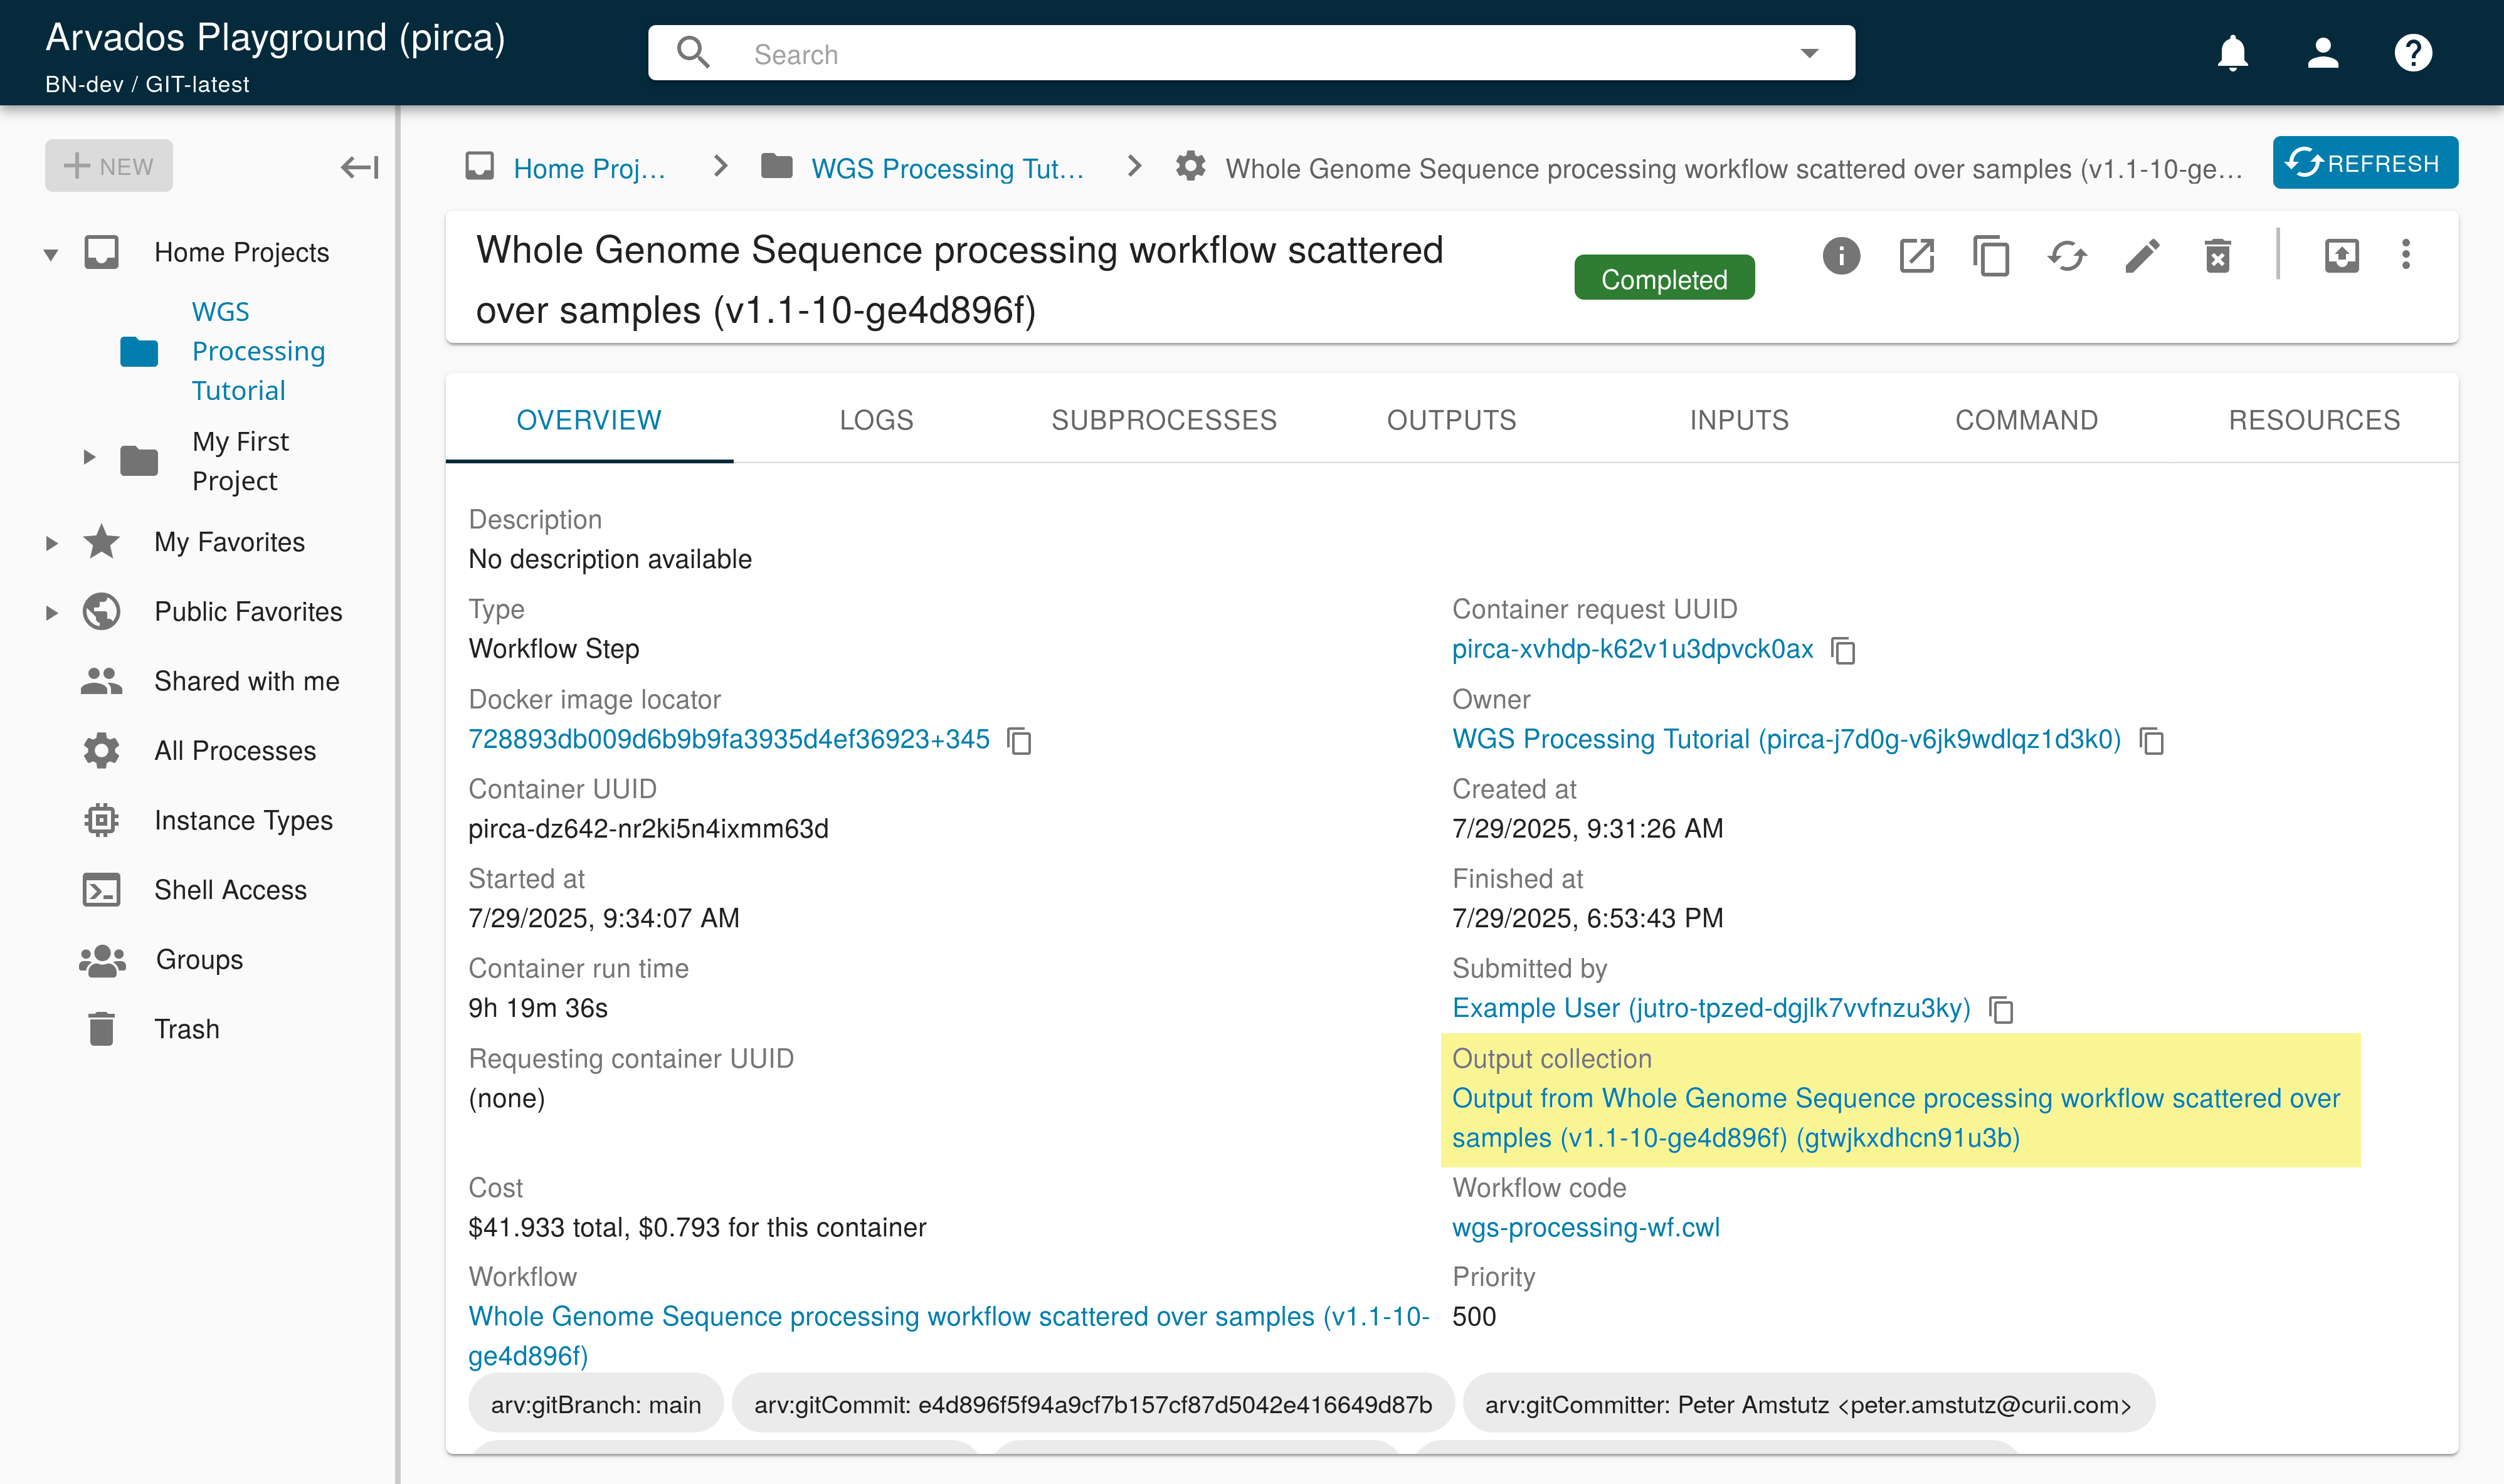 Arvados Playground (pirca)
BN-dev / GIT-latest
Search
NEW
Home Projects
WGS
Processing
Tutorial
My First
Project
My Favorites
Public Favorites
Shared with me
All Processes
Instance Types
Shell Access
Groups
Trash
Home Proj...
WGS Processing Tut...
Whole Genome Sequence processing workflow scattered over samples (v1.1-10-ge...
REFRESH
Whole Genome Sequence processing workflow scattered
over samples (v1.1-10-ge4d896f)
Completed
OVERVIEW
LOGS
SUBPROCESSES
OUTPUTS
INPUTS
COMMAND
RESOURCES
Description
No description available
Type
Workflow Step
Container request UUID
pirca-xvhdp-k62v1u3dpvck0ax
Docker image locator
728893db009d6b9b9fa3935d4ef36923+345
Owner
WGS Processing Tutorial (pirca-j7d0g-v6jk9wdlqz1d3k0)
Container UUID
pirca-dz642-nr2ki5n4ixmm63d
Created at
7/29/2025, 9:31:26 AM
Started at
7/29/2025, 9:34:07 AM
Finished at
7/29/2025, 6:53:43 PM
Container run time
9h 19m 36s
Submitted by
Example User (jutro-tpzed-dgjlk7vvfnzu3ky)
Requesting container UUID
(none)
Output collection
Output from Whole Genome Sequence processing workflow scattered over
samples (v1.1-10-ge4d896f) (gtwjkxdhcn91u3b)
Cost
$41.933 total, $0.793 for this container
Workflow code
wgs-processing-wf.cwl
Workflow
Whole Genome Sequence processing workflow scattered over samples (v1.1-10-
ge4d896f)
Priority
500
arv:gitBranch: main
arv:gitCommit: e4d896f5f94a9cf7b157cf87d5042e416649d87b
arv:gitCommitter: Peter Amstutz <peter.amstutz@curii.com>